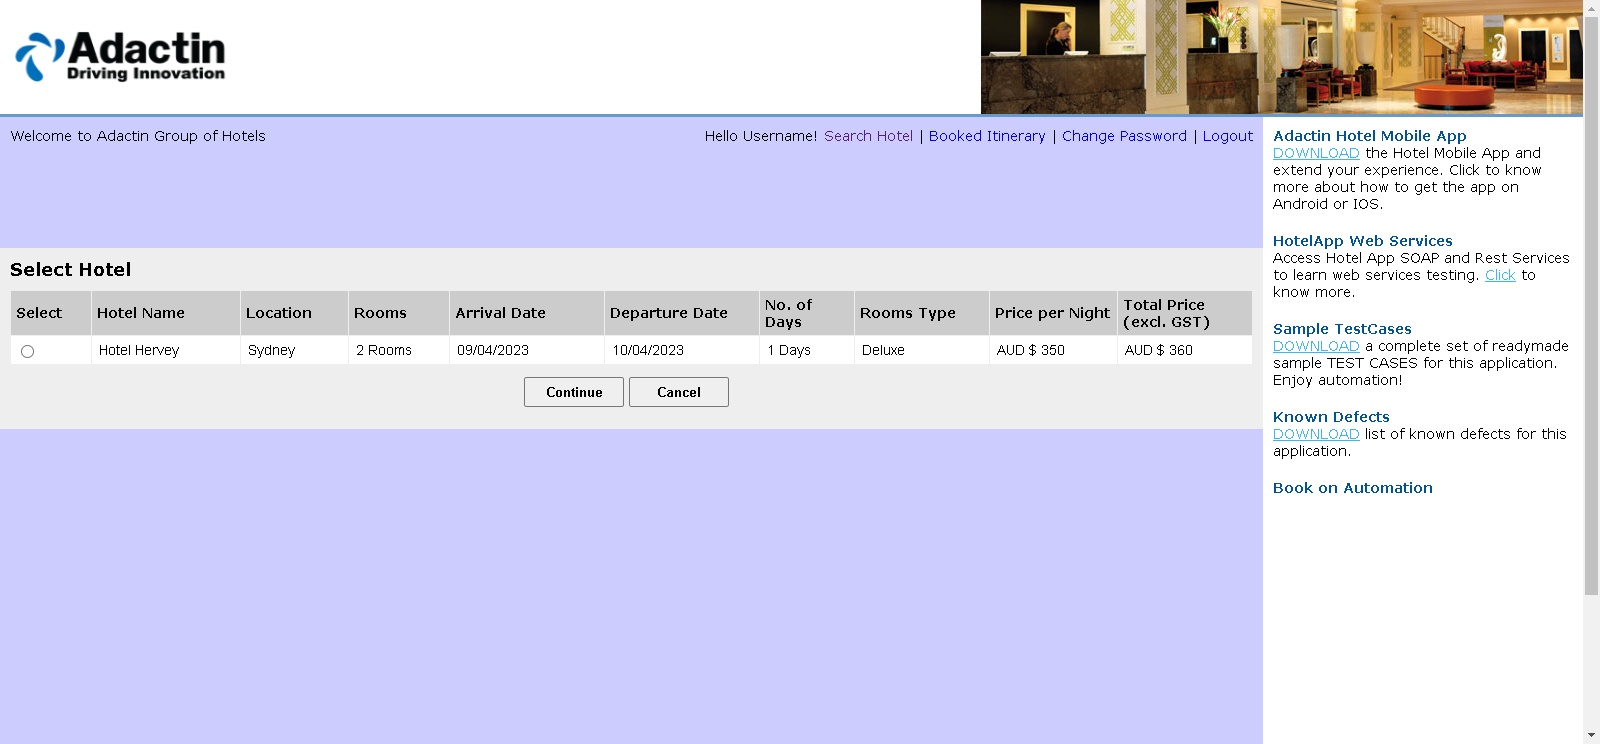 Adactin
Driving Innovation
Welcome to Adactin Group of Hotels
Hello Username! Search Hotel | Booked Itinerary | Change Password | Logout
Select Hotel
Select Hotel Name Location Rooms Arrival Date Departure Date No. of Days Rooms Type Price per Night Total Price (excl. GST)
Hotel Hervey Sydney 2 Rooms 09/04/2023 10/04/2023 1 Days Deluxe AUD $ 350 AUD $ 360
Continue Cancel
Adactin Hotel Mobile App
DOWNLOAD the Hotel Mobile App and
extend your experience. Click to know
more about how to get the app on
Android or IOS.
HotelApp Web Services
Access Hotel App SOAP and Rest Services
to learn web services testing. Click to
know more.
Sample TestCases
DOWNLOAD a complete set of readymade
sample TEST CASES for this application.
Enjoy automation!
Known Defects
DOWNLOAD list of known defects for this
application.
Book on Automation